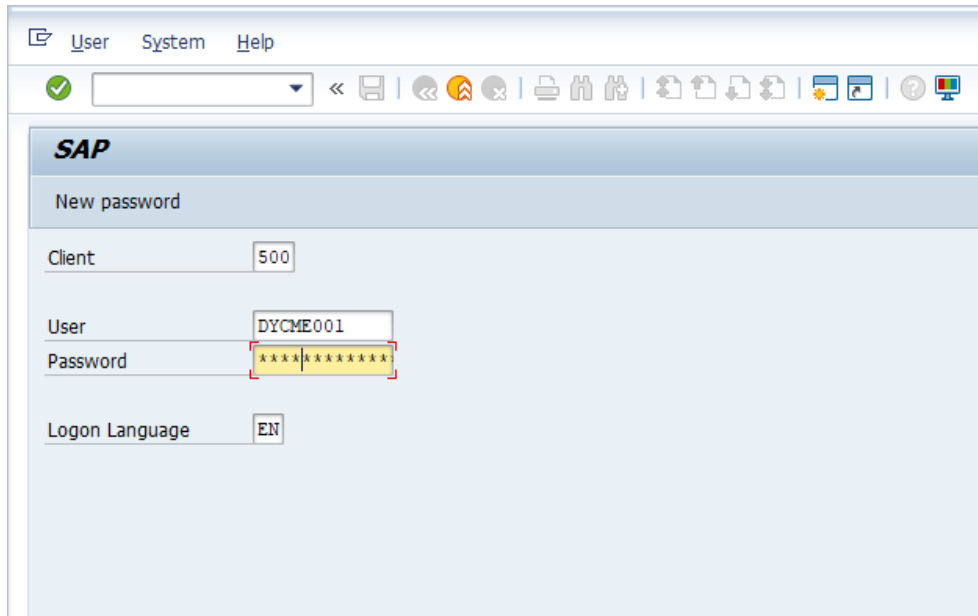 User System Help
SAP
New password
Client 500
User DYCME001
Password *************
Logon Language EN